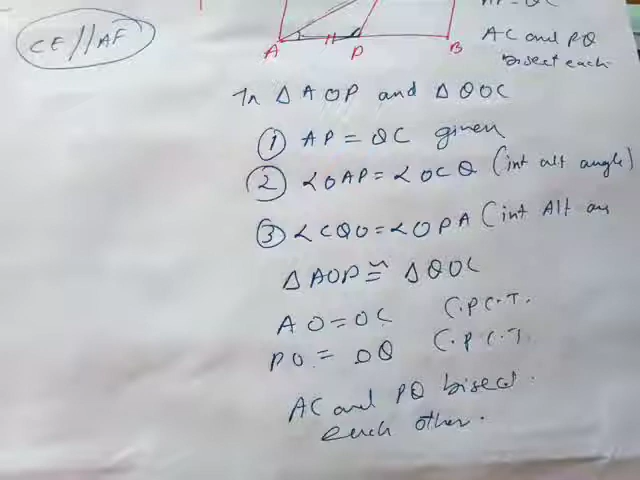 CE//AF
AP = QC
A
P
B
AC and PQ
bisect each
In △AOP and △QOC
① AP = QC given
② ∠OAP = ∠OCQ (int alt angle)
③ ∠CQO = ∠OPA (int Alt an
△AOP ≅ △QOC
AO = OC C.P.C.T.
PO = OQ C.P.C.T.
AC and PQ bisect
each other.